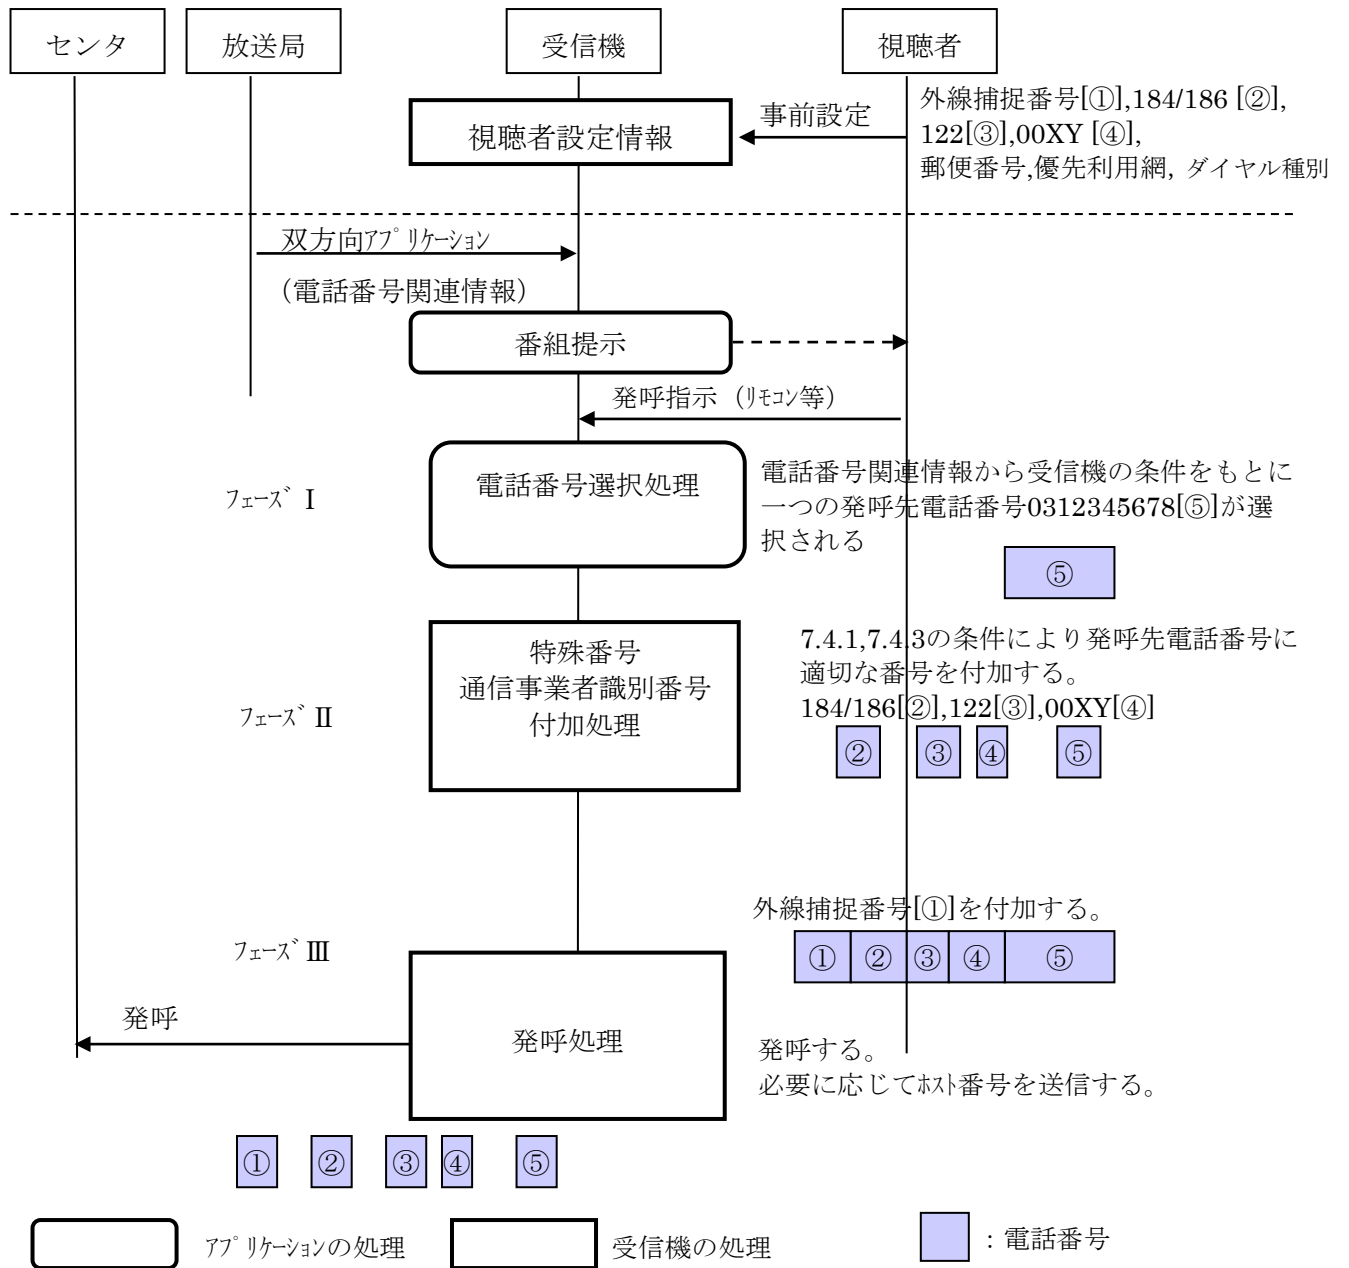 センタ
放送局
受信機
視聴者
外線捕捉番号[①],184/186 [②],
122[③],00XY [④],
郵便番号,優先利用網, ダイヤル種別
事前設定
視聴者設定情報
双方向ｱﾌﾟﾘｹｰｼｮﾝ
（電話番号関連情報）
番組提示
発呼指示（ﾘﾓｺﾝ等）
ﾌｪｰｽﾞ Ⅰ
電話番号選択処理
電話番号関連情報から受信機の条件をもとに
一つの発呼先電話番号0312345678[⑤]が選
択される
⑤
ﾌｪｰｽﾞ Ⅱ
特殊番号
通信事業者識別番号
付加処理
7.4.1,7.4.3の条件により発呼先電話番号に
適切な番号を付加する。
184/186[②],122[③],00XY[④]
② ③ ④ ⑤
外線捕捉番号[①]を付加する。
① ② ③ ④ ⑤
ﾌｪｰｽﾞ Ⅲ
発呼
発呼処理
発呼する。
必要に応じてﾎｽﾄ番号を送信する。
① ② ③ ④ ⑤
ｱﾌﾟﾘｹｰｼｮﾝの処理
受信機の処理
：電話番号